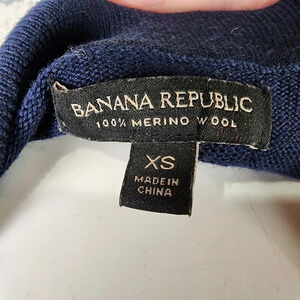 BANANA REPUBLIC
100% MERINO WOOL
XS
MADE IN
CHINA